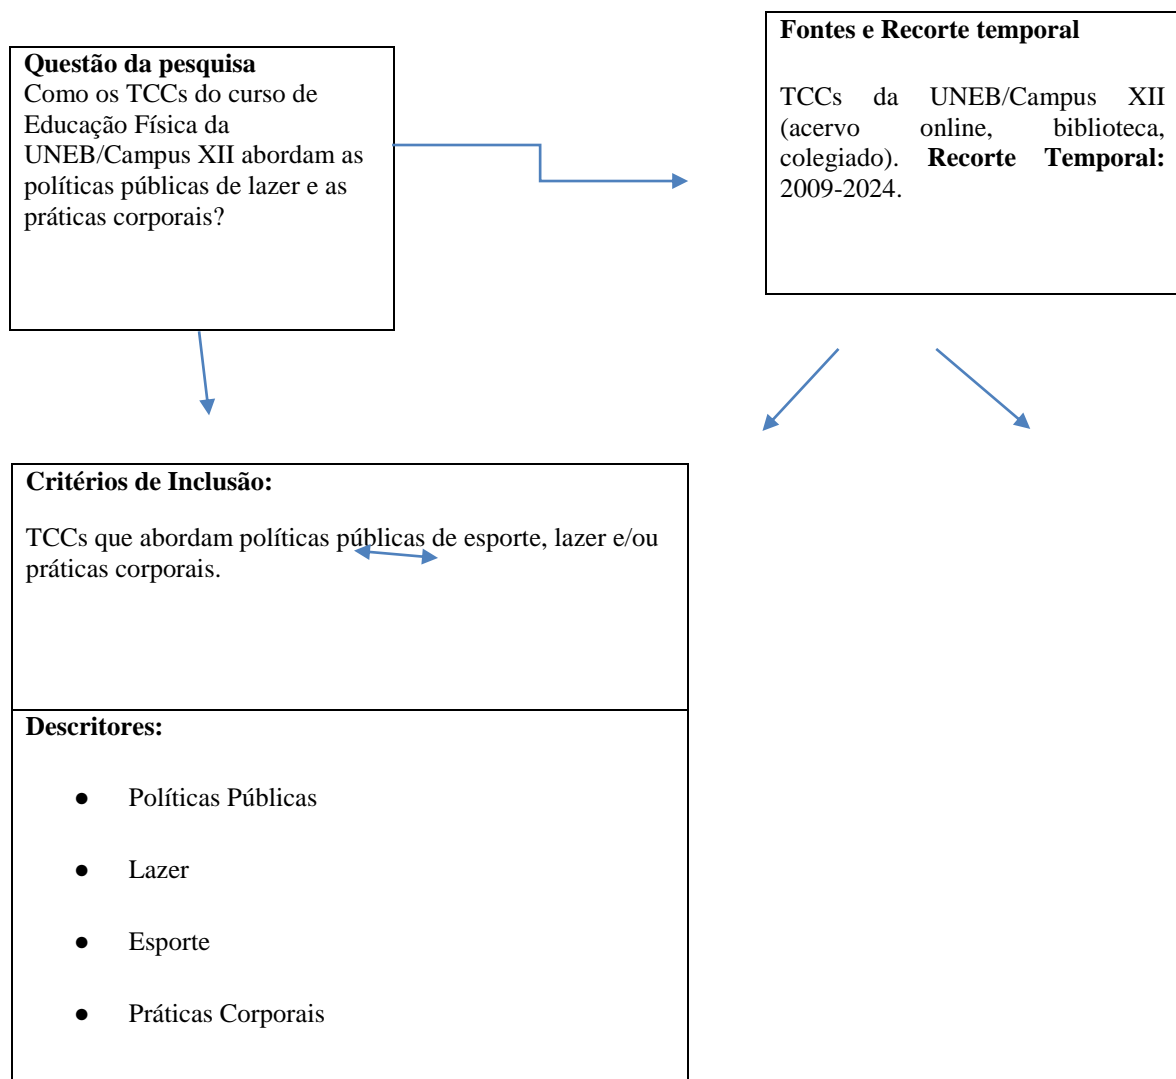 Questão da pesquisa
Como os TCCs do curso de
Educação Física da
UNEB/Campus XII abordam as
políticas públicas de lazer e as
práticas corporais?
Fontes e Recorte temporal
TCCs da UNEB/Campus XII
(acervo online, biblioteca,
colegiado). Recorte Temporal:
2009-2024.
Critérios de Inclusão:
TCCs que abordam políticas públicas de esporte, lazer e/ou
práticas corporais.
Descritores:
● Políticas Públicas
● Lazer
● Esporte
● Práticas Corporais